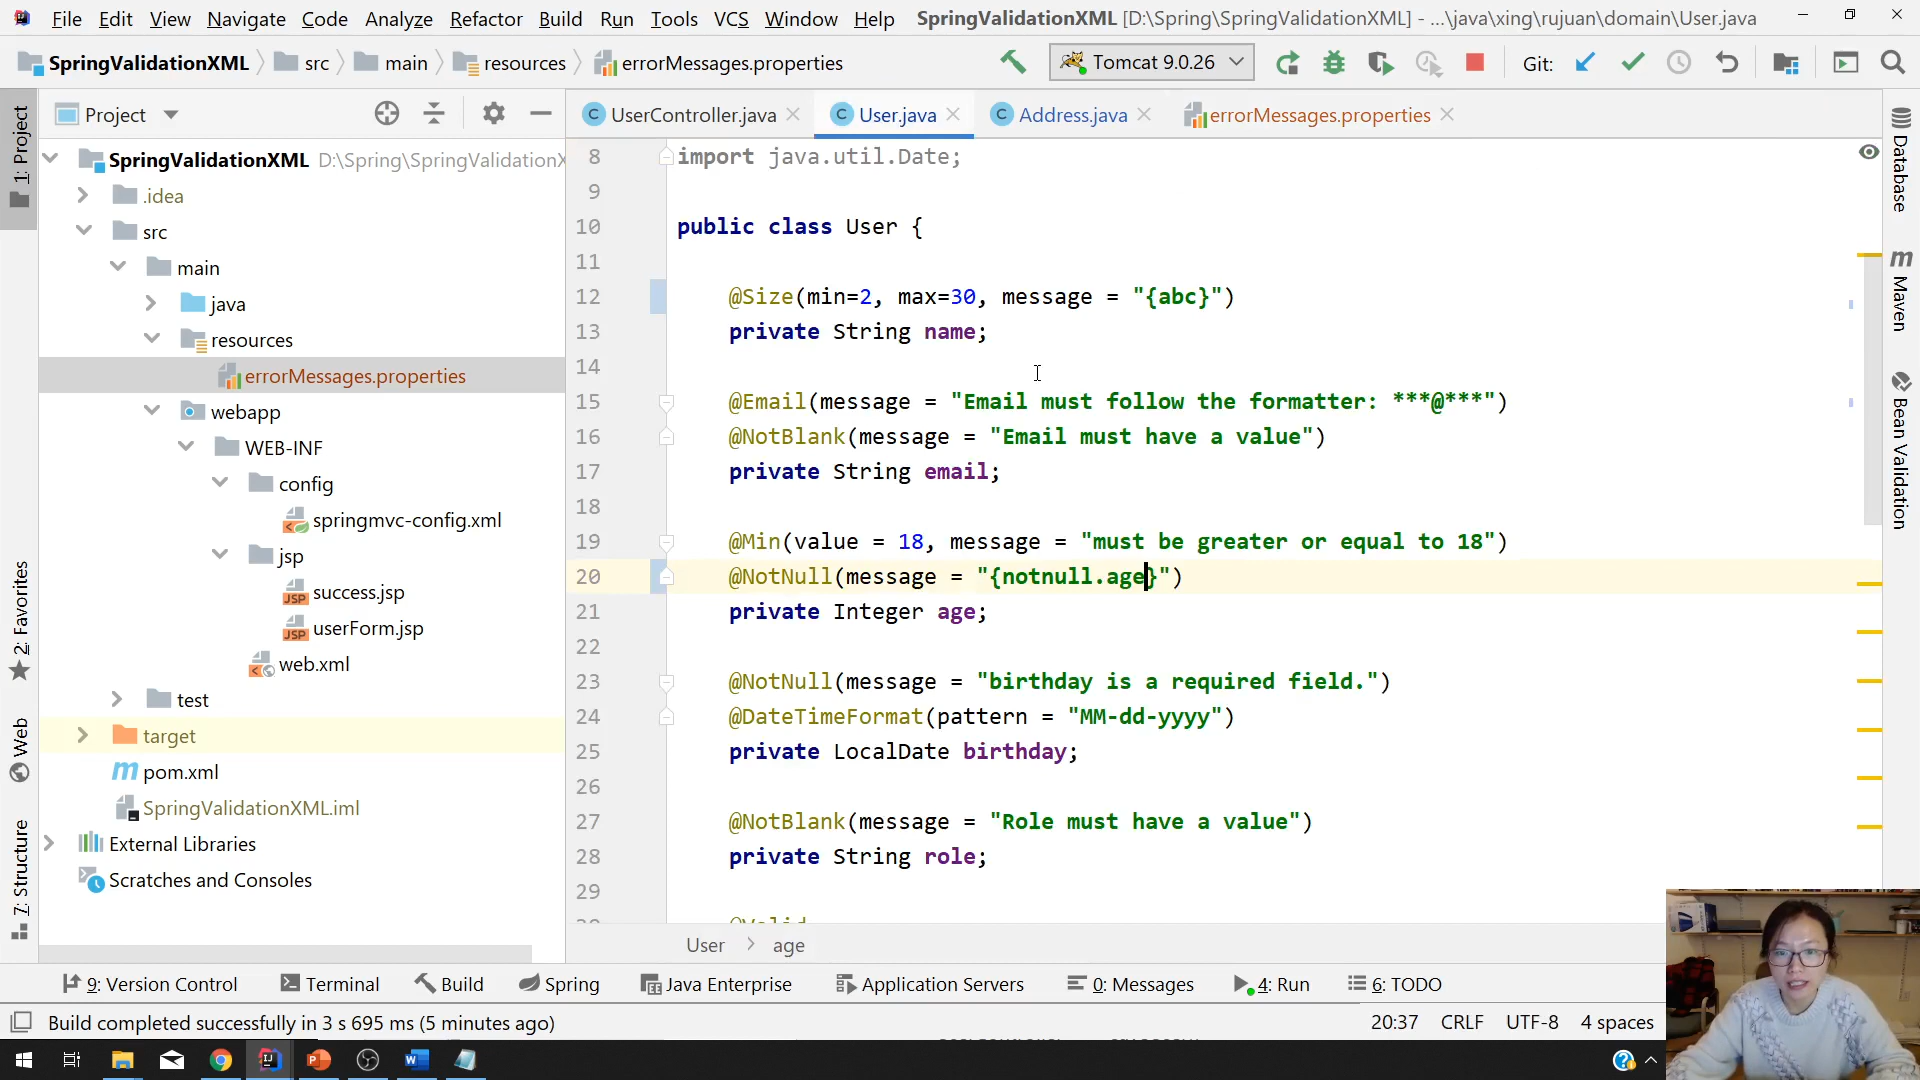 File Edit View Navigate Code Analyze Refactor Build Run Tools VCS Window Help SpringValidationXML [D:\Spring\SpringValidationXML] - ...\java\xing\rujuan\domain\User.java
SpringValidationXML src main resources errorMessages.properties
Tomcat 9.0.26
Git:
Project
UserController.java
User.java
Address.java
errorMessages.properties
1: Project
2: Favorites
Web
7: Structure
SpringValidationXML D:\Spring\SpringValidationX
.idea
src
main
java
resources
errorMessages.properties
webapp
WEB-INF
config
springmvc-config.xml
jsp
success.jsp
userForm.jsp
web.xml
test
target
pom.xml
SpringValidationXML.iml
External Libraries
Scratches and Consoles
8 import java.util.Date;
9
10 public class User {
11
12 @Size(min=2, max=30, message = "{abc}")
13 private String name;
14
15 @Email(message = "Email must follow the formatter: ***@***")
16 @NotBlank(message = "Email must have a value")
17 private String email;
18
19 @Min(value = 18, message = "must be greater or equal to 18")
20 @NotNull(message = "{notnull.age}")
21 private Integer age;
22
23 @NotNull(message = "birthday is a required field.")
24 @DateTimeFormat(pattern = "MM-dd-yyyy")
25 private LocalDate birthday;
26
27 @NotBlank(message = "Role must have a value")
28 private String role;
29
@Valid
User age
Database
Maven
Bean Validation
9: Version Control Terminal Build Spring Java Enterprise Application Servers 0: Messages 4: Run 6: TODO
Build completed successfully in 3 s 695 ms (5 minutes ago) 20:37 CRLF UTF-8 4 spaces